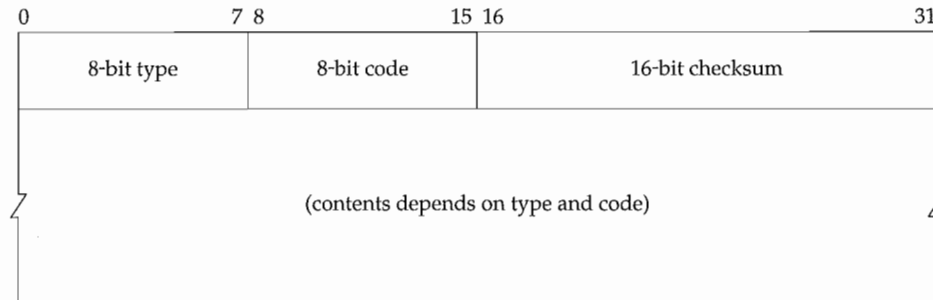 0 7 8 15 16 31
8-bit type 8-bit code 16-bit checksum
(contents depends on type and code)